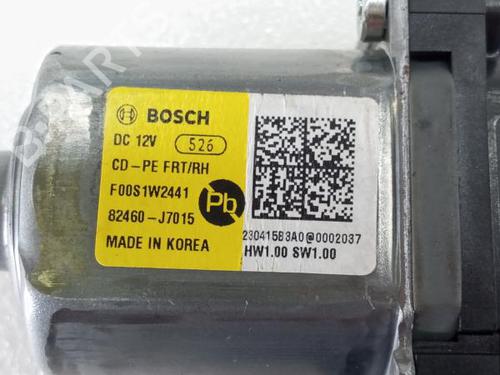 BOSCH
DC 12V 526
CD-PE FRT/RH
F00S1W2441
82460-J7015
MADE IN KOREA
Pb
230415B3A0@0002037
HW1.00 SW1.00
B-PARTS